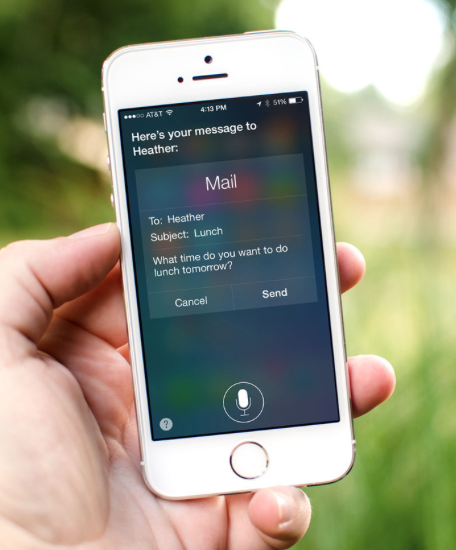 AT&T 4:13 PM 51%
Here's your message to
Heather:
Mail
To: Heather
Subject: Lunch
What time do you want to do
lunch tomorrow?
Cancel Send
?